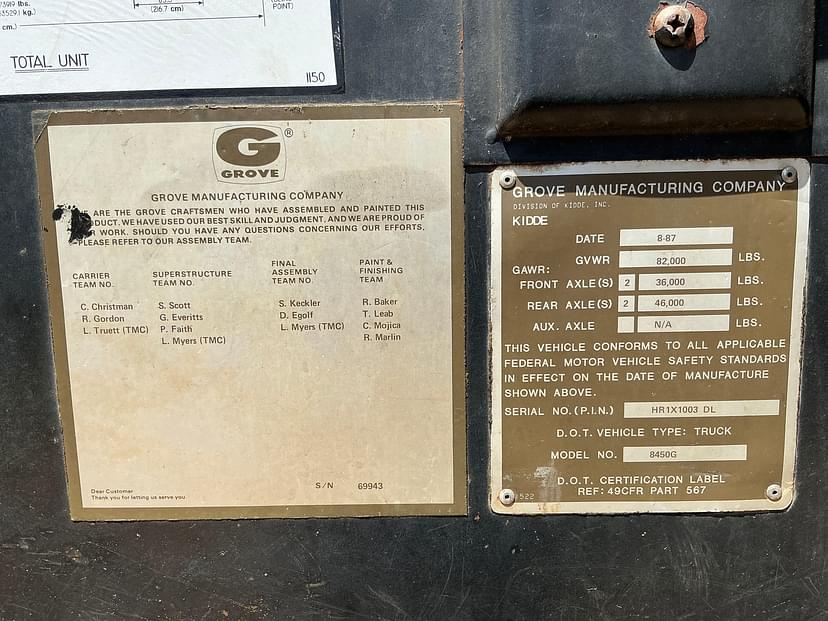 73919 lbs.
(216.7 cm)
POINT)
cm.)
TOTAL UNIT
1150
G ®
GROVE
GROVE MANUFACTURING COMPANY
ARE THE GROVE CRAFTSMEN WHO HAVE ASSEMBLED AND PAINTED THIS
DUCT. WE HAVE USED OUR BEST SKILL AND JUDGMENT, AND WE ARE PROUD OF
WORK. SHOULD YOU HAVE ANY QUESTIONS CONCERNING OUR EFFORTS,
PLEASE REFER TO OUR ASSEMBLY TEAM.
CARRIER
TEAM NO.
C. Christman
R. Gordon
L. Truett (TMC)
SUPERSTRUCTURE
TEAM NO.
S. Scott
G. Everitts
P. Faith
L. Myers (TMC)
FINAL
ASSEMBLY
TEAM NO.
S. Keckler
D. Egolf
L. Myers (TMC)
PAINT &
FINISHING
TEAM
R. Baker
T. Leab
C. Mojica
R. Marlin
Dear Customer
Thank you for letting us serve you
S/N 69943
GROVE MANUFACTURING COMPANY
DIVISION OF KIDDE, INC.
KIDDE
DATE 8-87
GVWR 82,000 LBS.
GAWR:
FRONT AXLE(S) 2 36,000 LBS.
REAR AXLE(S) 2 46,000 LBS.
AUX. AXLE N/A LBS.
THIS VEHICLE CONFORMS TO ALL APPLICABLE
FEDERAL MOTOR VEHICLE SAFETY STANDARDS
IN EFFECT ON THE DATE OF MANUFACTURE
SHOWN ABOVE.
SERIAL NO. (P.I.N.) HR1X1003 DL
D.O.T. VEHICLE TYPE: TRUCK
MODEL NO. 8450G
D.O.T. CERTIFICATION LABEL
REF: 49CFR PART 567
1522